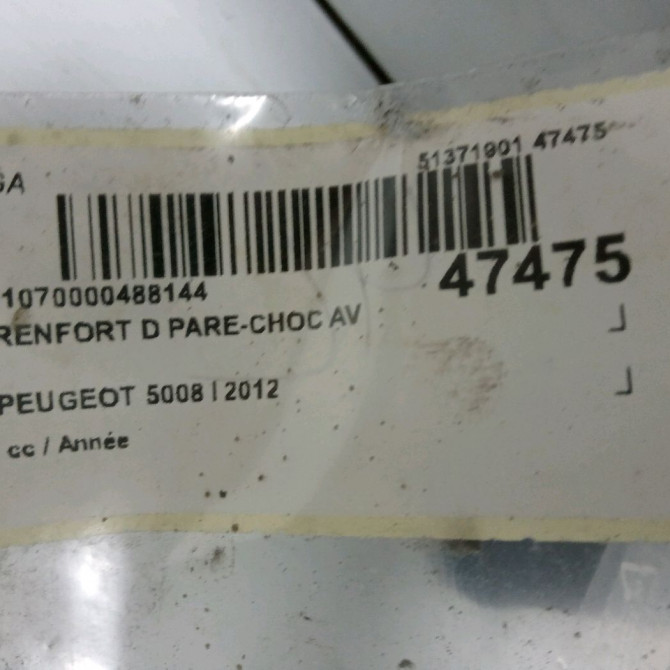 51371901 47475
GA
1070000488144
47475
RENFORT D PARE-CHOC AV
PEUGEOT 5008 I 2012
cc / Année